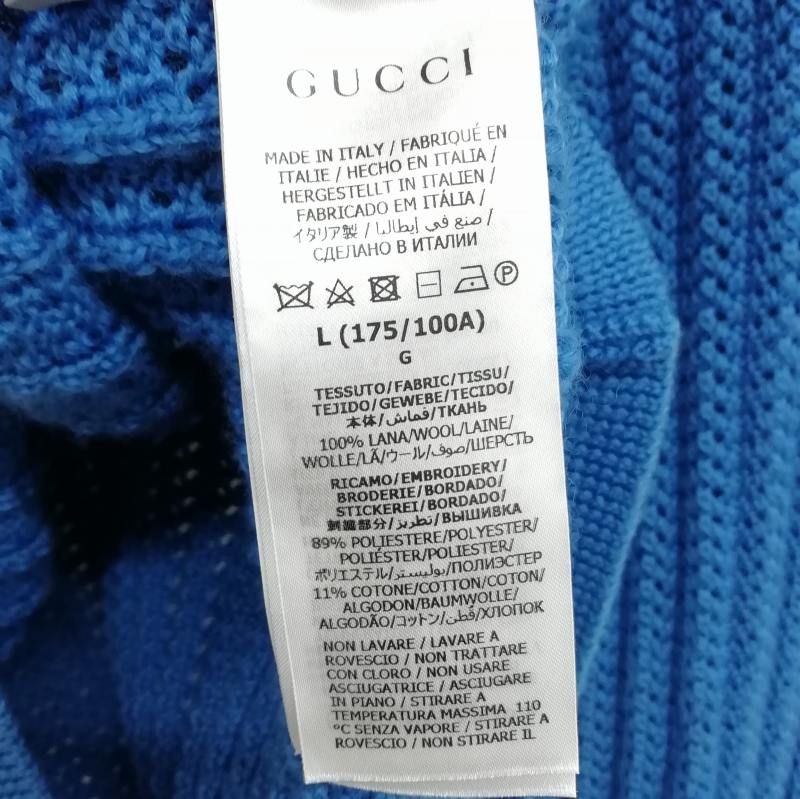 GUCCI
MADE IN ITALY / FABRIQUÉ EN
ITALIE / HECHO EN ITALIA /
HERGESTELLT IN ITALIEN /
FABRICADO EM ITÁLIA /
イタリア製 / صنع في إيطاليا /
СДЕЛАНО В ИТАЛИИ
P
L (175/100A)
G
TESSUTO/FABRIC/TISSU/
TEJIDO/GEWEBE/TECIDO/
本体/قماش/ТКАНЬ
100% LANA/WOOL/LAINE/
WOLLE/LÃ/ウール/صوف/ШЕРСТЬ
RICAMO/EMBROIDERY/
BRODERIE/BORDADO/
STICKEREI/BORDADO/
刺繍部分/تطريز/ВЫШИВКА
89% POLIESTERE/POLYESTER/
POLIÉSTER/POLIESTER/
ポリエステル/بوليستر/ПОЛИЭСТЕР
11% COTONE/COTTON/COTON/
ALGODON/BAUMWOLLE/
ALGODÃO/コットン/قطن/ХЛОПОК
NON LAVARE / LAVARE A
ROVESCIO / NON TRATTARE
CON CLORO / NON USARE
ASCIUGATRICE / ASCIUGARE
IN PIANO / STIRARE A
TEMPERATURA MASSIMA 110
°C SENZA VAPORE / STIRARE A
ROVESCIO / NON STIRARE IL